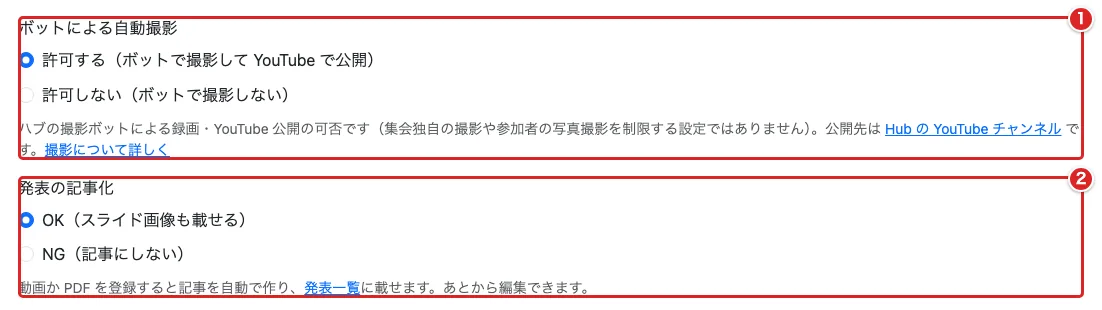 ボットによる自動撮影
1
許可する（ボットで撮影して YouTube で公開）
許可しない（ボットで撮影しない）
ハブの撮影ボットによる録画・YouTube 公開の可否です（集会独自の撮影や参加者の写真撮影を制限する設定ではありません）。公開先は Hub の YouTube チャンネル で
す。撮影について詳しく
発表の記事化
2
OK（スライド画像も載せる）
NG（記事にしない）
動画か PDF を登録すると記事を自動で作り、発表一覧に載せます。あとから編集できます。